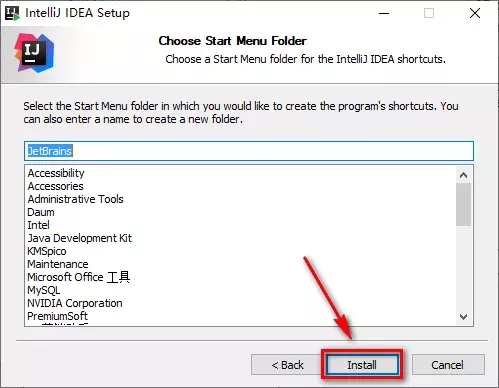 IntelliJ IDEA Setup
IJ
Choose Start Menu Folder
Choose a Start Menu folder for the IntelliJ IDEA shortcuts.
Select the Start Menu folder in which you would like to create the program's shortcuts. You
can also enter a name to create a new folder.
JetBrains
Accessibility
Accessories
Administrative Tools
Daum
Intel
Java Development Kit
KMSpico
Maintenance
Microsoft Office 工具
MySQL
NVIDIA Corporation
PremiumSoft
< Back
Install
Cancel